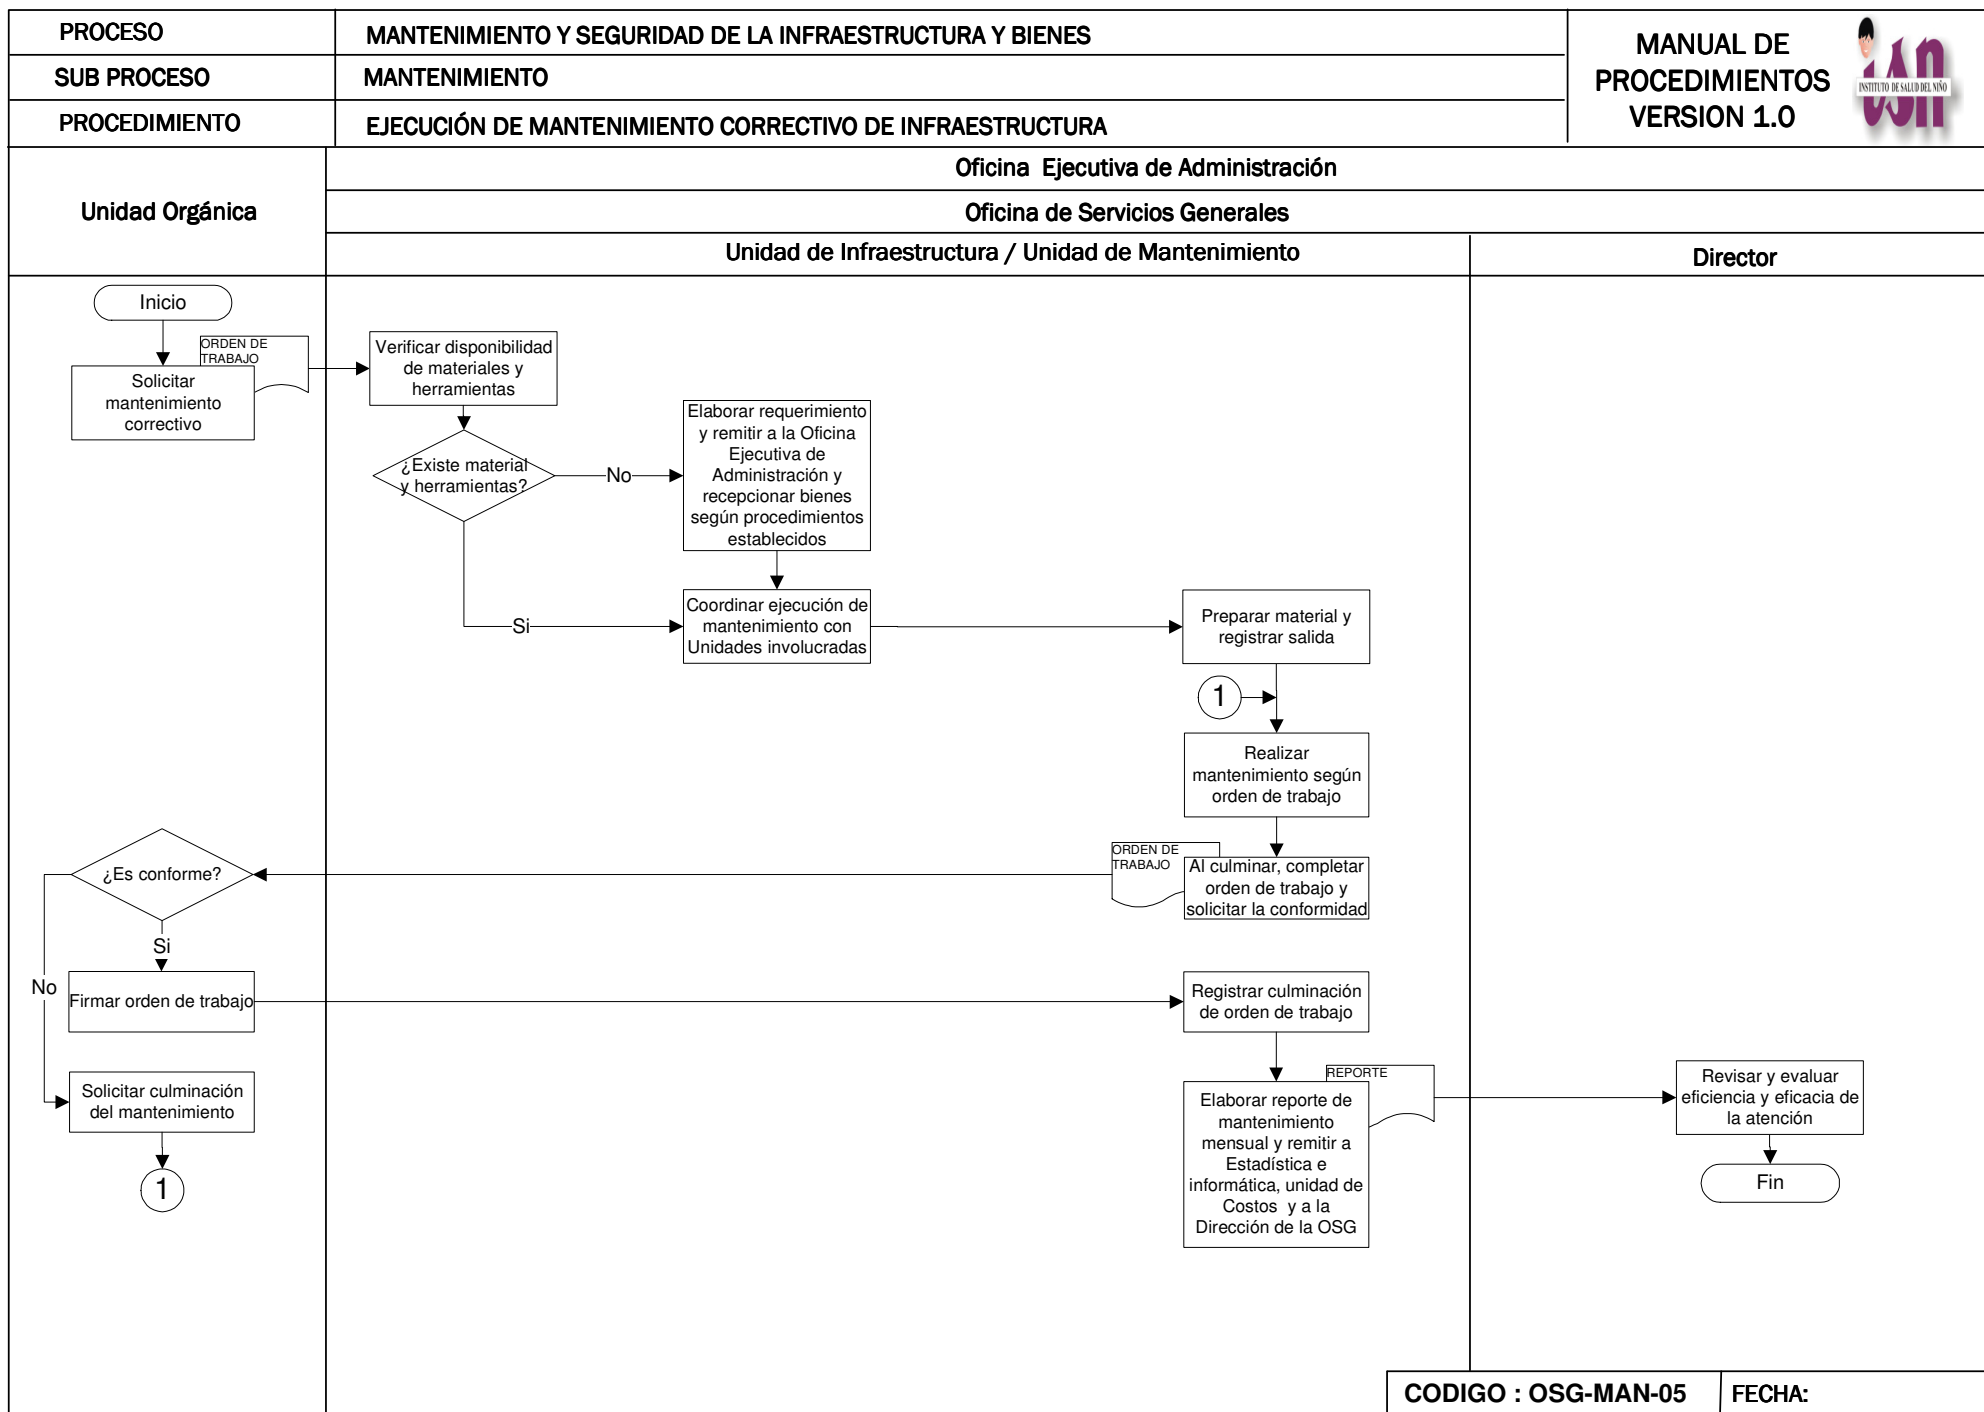 PROCESO
MANTENIMIENTO Y SEGURIDAD DE LA INFRAESTRUCTURA Y BIENES
SUB PROCESO
MANTENIMIENTO
PROCEDIMIENTO
EJECUCIÓN DE MANTENIMIENTO CORRECTIVO DE INFRAESTRUCTURA
MANUAL DE
PROCEDIMIENTOS
VERSION 1.0
isn
INSTITUTO DE SALUD DEL NIÑO
Unidad Orgánica
Oficina Ejecutiva de Administración
Oficina de Servicios Generales
Unidad de Infraestructura / Unidad de Mantenimiento
Director
Inicio
ORDEN DE
TRABAJO
Solicitar
mantenimiento
correctivo
Verificar disponibilidad
de materiales y
herramientas
¿Existe material
y herramientas?
No
Elaborar requerimiento
y remitir a la Oficina
Ejecutiva de
Administración y
recepcionar bienes
según procedimientos
establecidos
Si
Coordinar ejecución de
mantenimiento con
Unidades involucradas
Preparar material y
registrar salida
1
Realizar
mantenimiento según
orden de trabajo
ORDEN DE
TRABAJO
Al culminar, completar
orden de trabajo y
solicitar la conformidad
¿Es conforme?
Si
No
Firmar orden de trabajo
Registrar culminación
de orden de trabajo
Solicitar culminación
del mantenimiento
1
REPORTE
Elaborar reporte de
mantenimiento
mensual y remitir a
Estadística e
informática, unidad de
Costos y a la
Dirección de la OSG
Revisar y evaluar
eficiencia y eficacia de
la atención
Fin
CODIGO : OSG-MAN-05
FECHA: